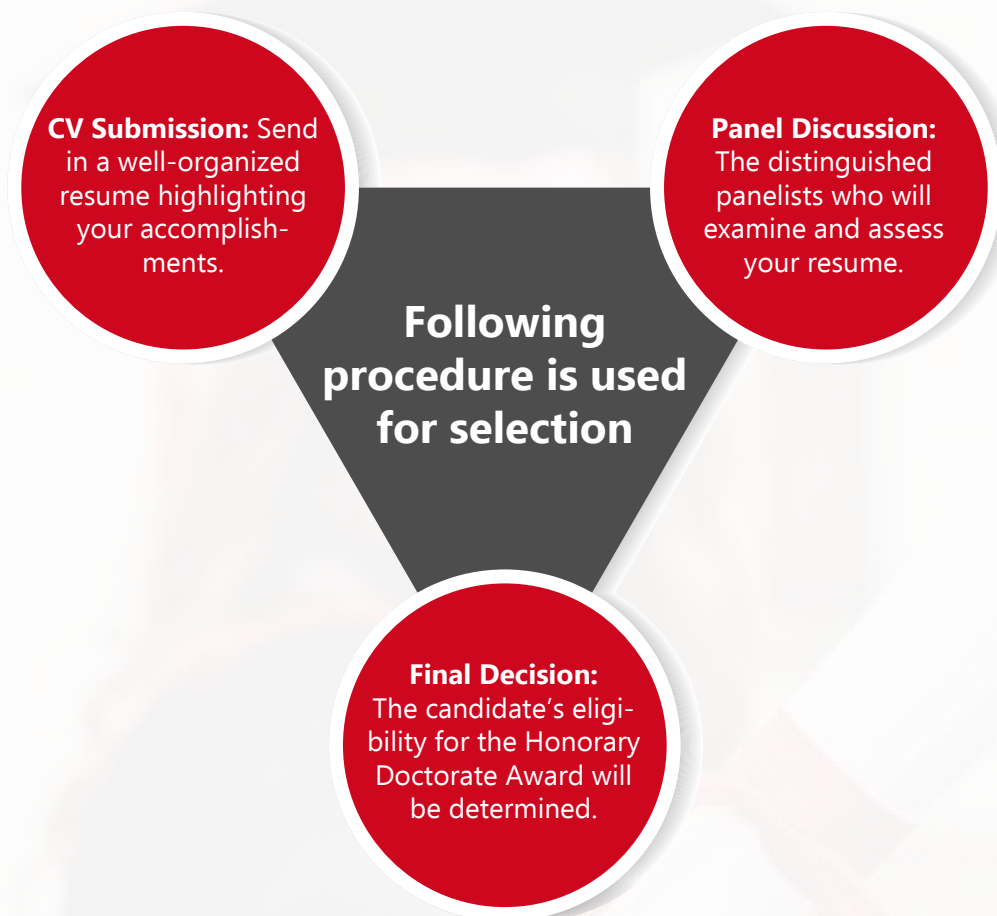 CV Submission: Send
in a well-organized
resume highlighting
your accomplish-
ments.
Panel Discussion:
The distinguished
panelists who will
examine and assess
your resume.
Following
procedure is used
for selection
Final Decision:
The candidate’s eligi-
bility for the Honorary
Doctorate Award will
be determined.